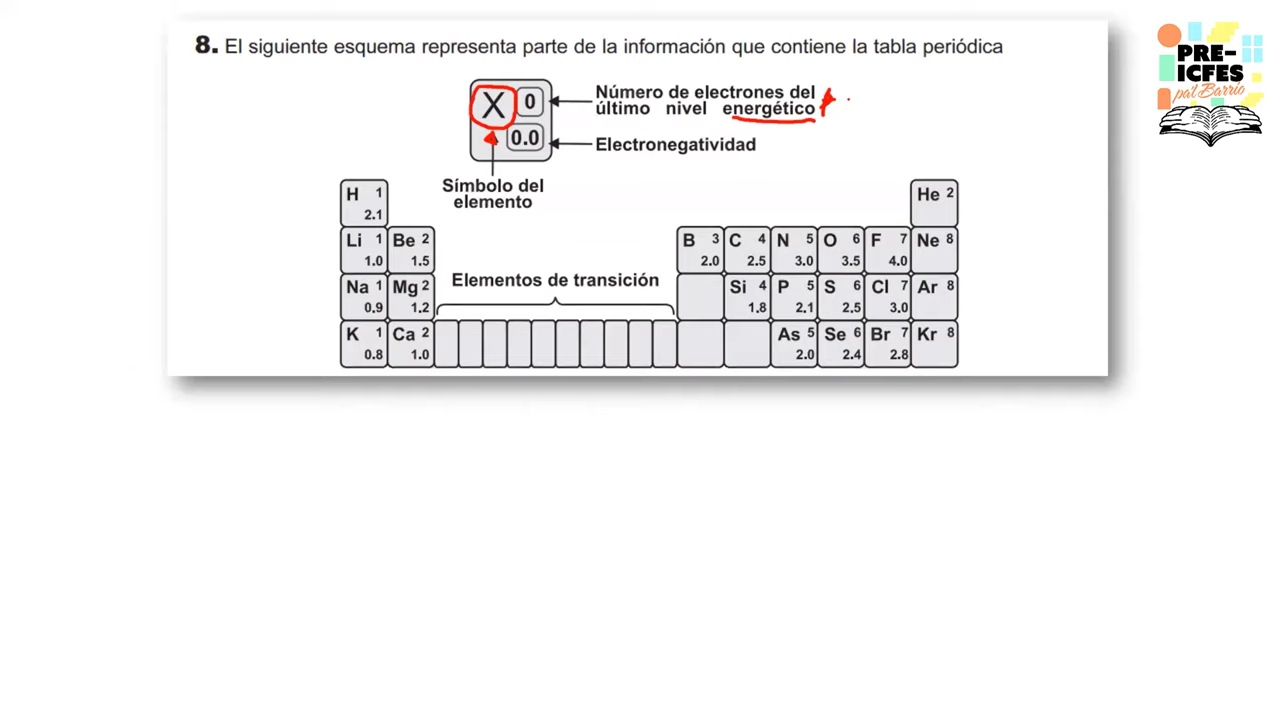 8. El siguiente esquema representa parte de la información que contiene la tabla periódica
PRE-
ICFES
pal Barrio
X 0
Número de electrones del
último nivel energético
0.0
Electronegatividad
Símbolo del
elemento
H 1
2.1
He 2
Li 1
1.0
Be 2
1.5
B 3
2.0
C 4
2.5
N 5
3.0
O 6
3.5
F 7
4.0
Ne 8
Na 1
0.9
Mg 2
1.2
Elementos de transición
Si 4
1.8
P 5
2.1
S 6
2.5
Cl 7
3.0
Ar 8
K 1
0.8
Ca 2
1.0
As 5
2.0
Se 6
2.4
Br 7
2.8
Kr 8